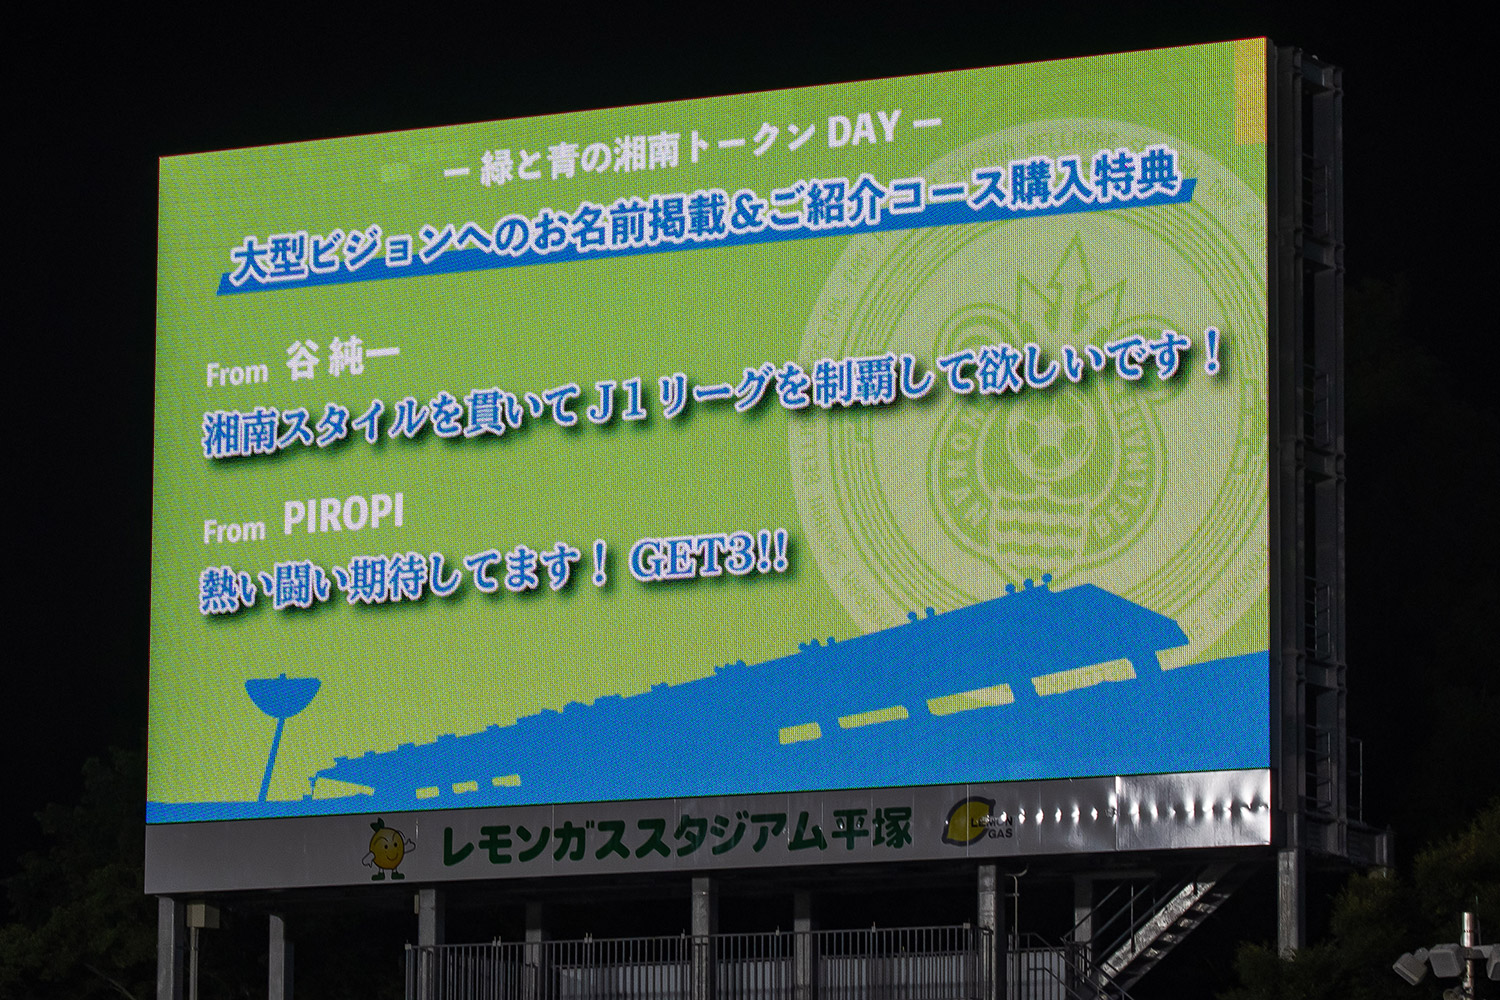 ー 緑と青の湘南トークン DAY ー
大型ビジョンへのお名前掲載&ご紹介コース購入特典
From 谷 純一
湘南スタイルを貫いてJ1リーグを制覇して欲しいです！
From PIROPI
熱い闘い期待してます！ GET3!!
レモンガススタジアム平塚
LEMON
GAS